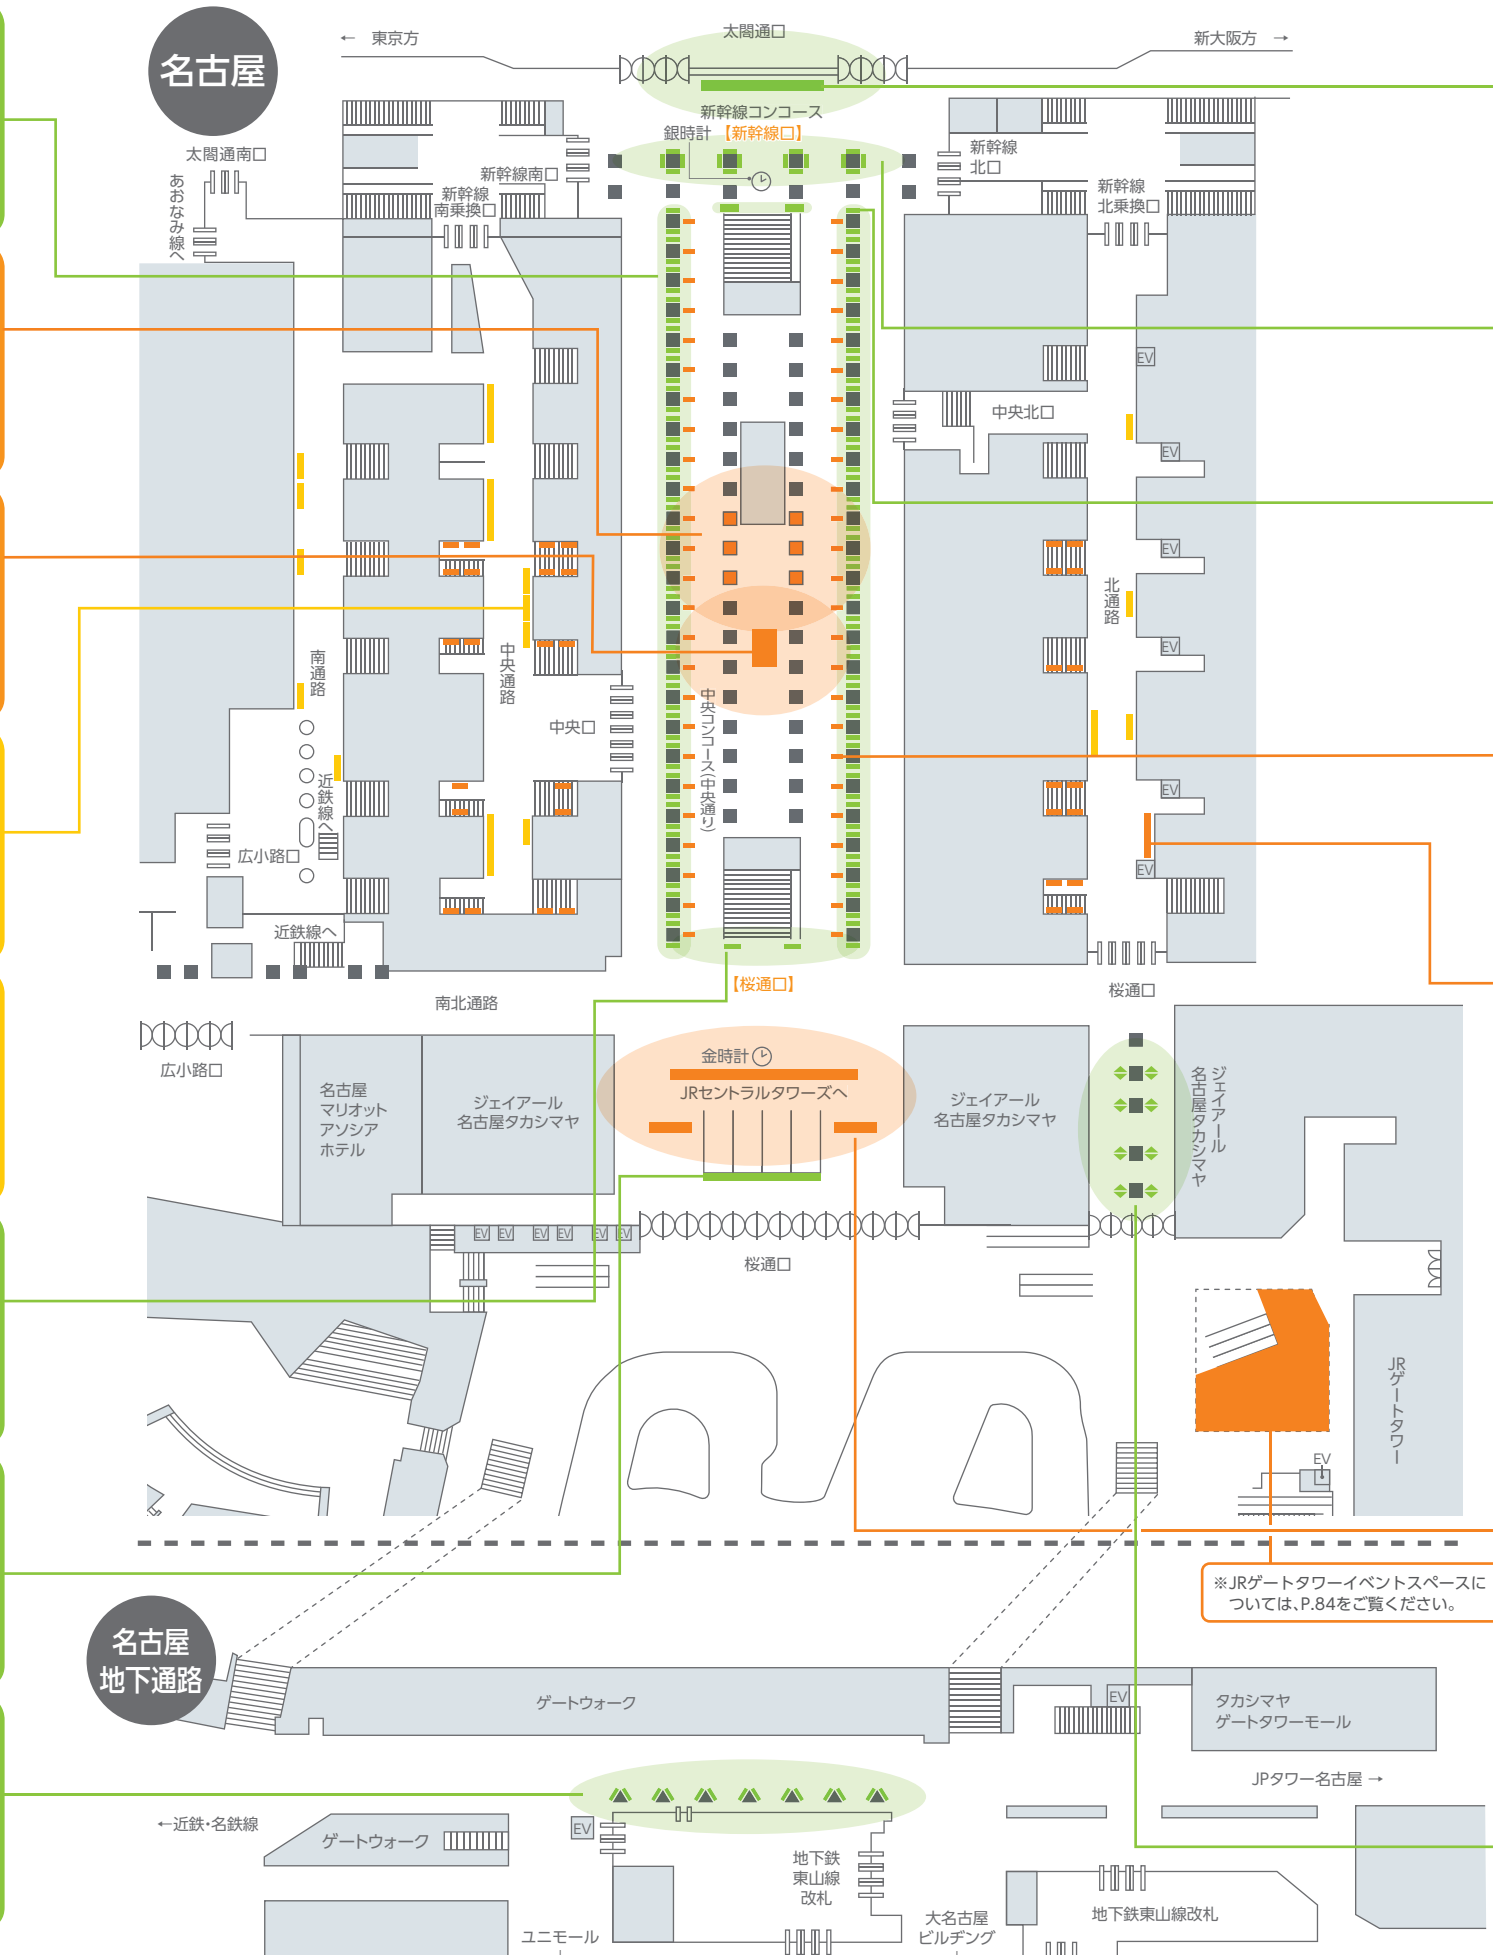 名古屋
← 東京方
太閤通口
新大阪方 →
新幹線コンコース
銀時計
【新幹線口】
太閤通南口
あおなみ線へ
新幹線南口
新幹線
南乗換口
新幹線
北口
新幹線
北乗換口
EV
中央北口
EV
EV
北通路
EV
南通路
中央通路
中央口
中央コンコース(中央通り)
近鉄線へ
EV
広小路口
EV
近鉄線へ
【桜通口】
桜通口
南北通路
広小路口
金時計
JRセントラルタワーズへ
名古屋
マリオット
アソシア
ホテル
ジェイアール
名古屋タカシマヤ
ジェイアール
名古屋タカシマヤ
ジェイアール
名古屋タカシマヤ
EV
EV
EV
EV
EV
EV
桜通口
JRゲートタワー
EV
※JRゲートタワーイベントスペースに
ついては、P.84をご覧ください。
名古屋
地下通路
ゲートウォーク
EV
タカシマヤ
ゲートタワーモール
JPタワー名古屋 →
←近鉄・名鉄線
ゲートウォーク
EV
地下鉄
東山線
改札
大名古屋
ビルヂング
地下鉄東山線改札
ユニモール